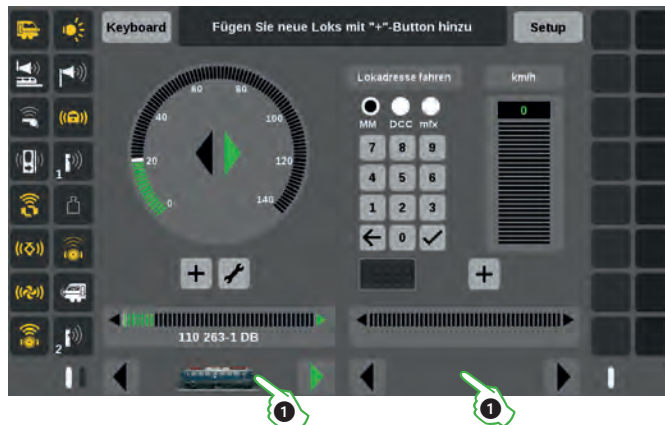 Keyboard
Fügen Sie neue Loks mit "+"-Button hinzu
Setup
0
20
40
60
80
100
120
140
Lokadresse fahren
km/h
MM DCC mfx
0
7 8 9
4 5 6
1 2 3
0
1
2
110 263-1 DB
1
1